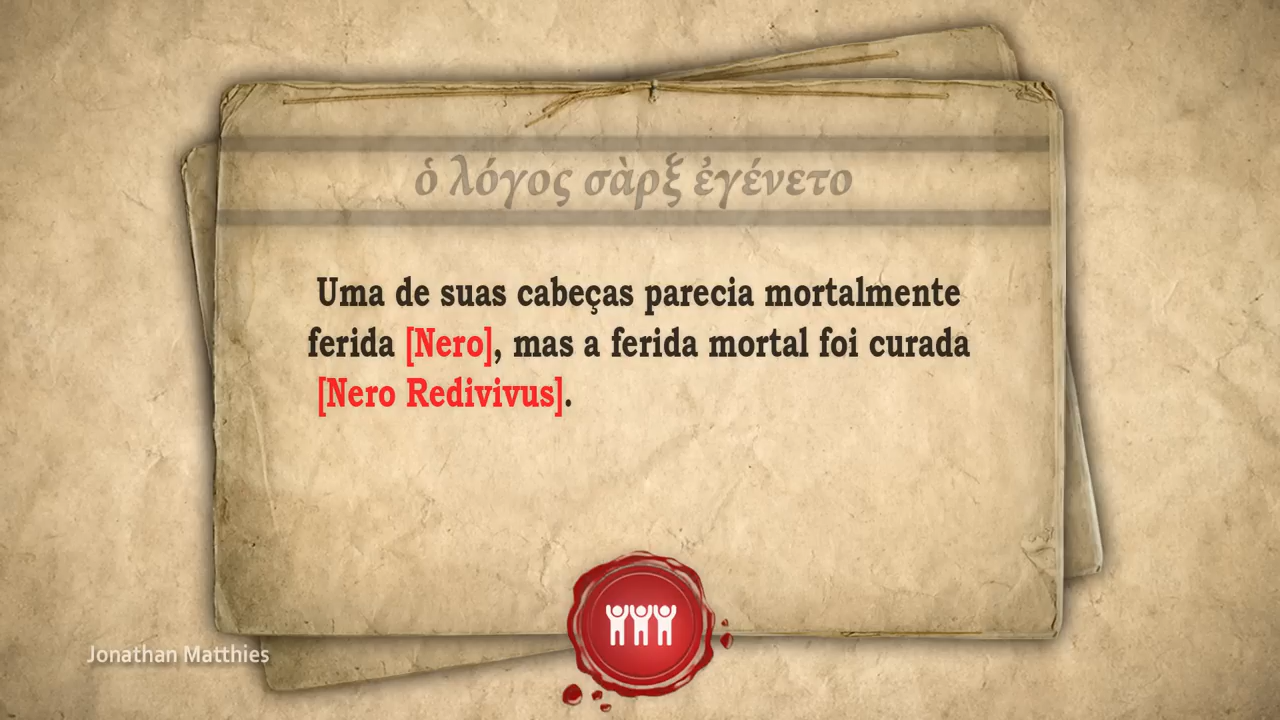 ὁ λόγος σὰρξ ἐγένετο
Uma de suas cabeças parecia mortalmente
ferida [Nero], mas a ferida mortal foi curada
[Nero Redivivus].
Jonathan Matthies